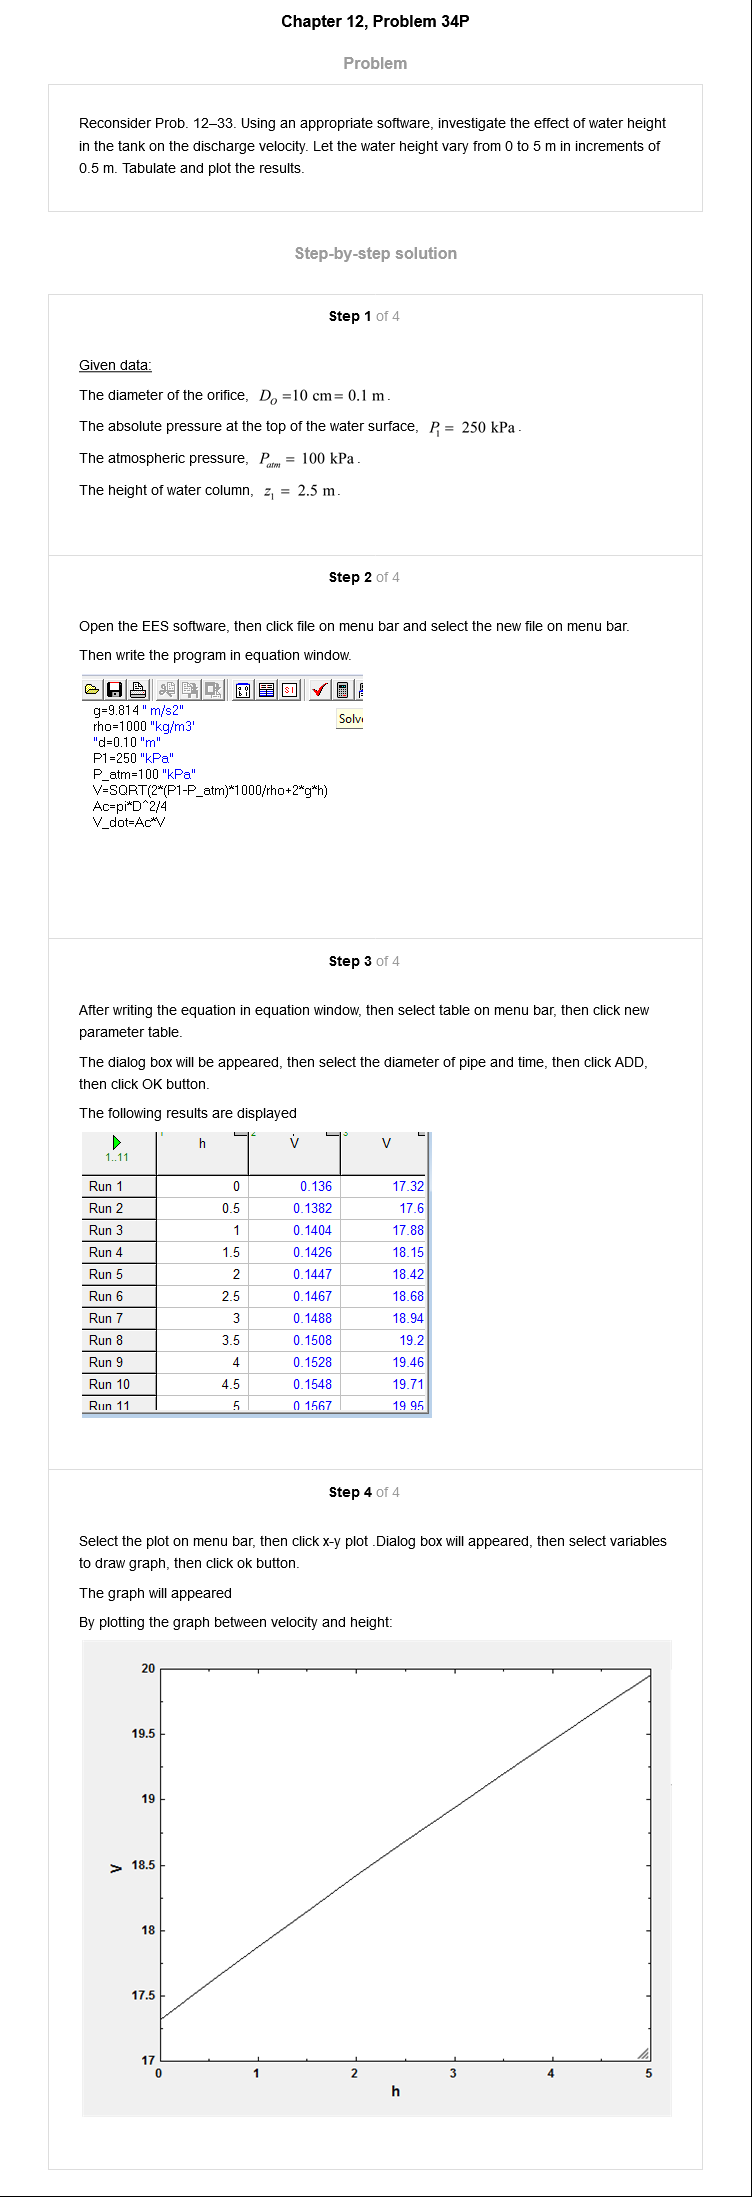 Chapter 12, Problem 34P
Problem
Reconsider Prob. 12–33. Using an appropriate software, investigate the effect of water height
in the tank on the discharge velocity. Let the water height vary from 0 to 5 m in increments of
0.5 m. Tabulate and plot the results.
Step-by-step solution
Step 1 of 4
Given data:
The diameter of the orifice, D_o =10 cm= 0.1 m.
The absolute pressure at the top of the water surface, P_1 = 250 kPa.
The atmospheric pressure, P_atm = 100 kPa.
The height of water column, z_1 = 2.5 m.
Step 2 of 4
Open the EES software, then click file on menu bar and select the new file on menu bar.
Then write the program in equation window.
g=9.814 " m/s2"
rho=1000 "kg/m3'
Solv
"d=0.10 "m"
P1=250 "kPa"
P_atm=100 "kPa"
V=SQRT(2*(P1-P_atm)*1000/rho+2*g*h)
Ac=pi*D^2/4
V_dot=Ac*V
Step 3 of 4
After writing the equation in equation window, then select table on menu bar, then click new
parameter table.
The dialog box will be appeared, then select the diameter of pipe and time, then click ADD,
then click OK button.
The following results are displayed
1..11 1 h 2 V̇ 3 V
Run 1 0 0.136 17.32
Run 2 0.5 0.1382 17.6
Run 3 1 0.1404 17.88
Run 4 1.5 0.1426 18.15
Run 5 2 0.1447 18.42
Run 6 2.5 0.1467 18.68
Run 7 3 0.1488 18.94
Run 8 3.5 0.1508 19.2
Run 9 4 0.1528 19.46
Run 10 4.5 0.1548 19.71
Run 11 5 0.1567 19.95
Step 4 of 4
Select the plot on menu bar, then click x-y plot .Dialog box will appeared, then select variables
to draw graph, then click ok button.
The graph will appeared
By plotting the graph between velocity and height:
20
19.5
19
18.5
V
18
17.5
17
0 1 2 3 4 5
h